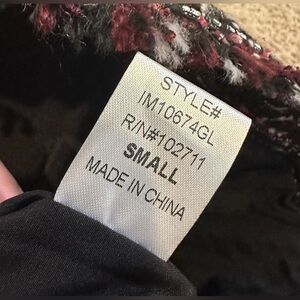 STYLE#
IM10674GL
R/N#102711
SMALL
MADE IN CHINA